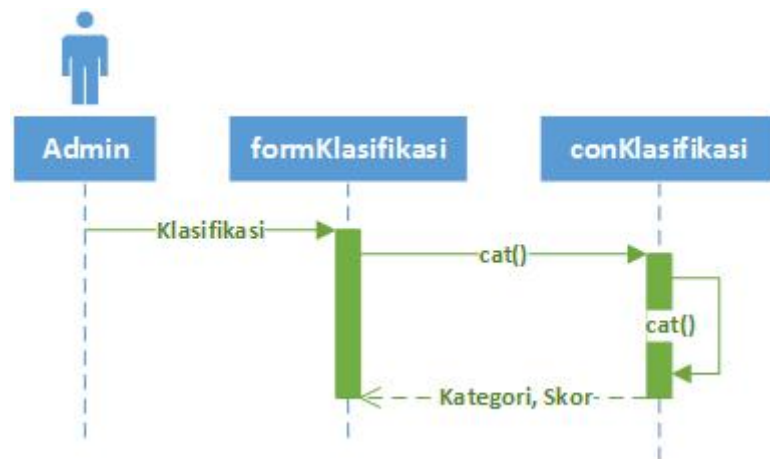 Admin
formKlasifikasi
conKlasifikasi
Klasifikasi
cat()
cat()
Kategori, Skor